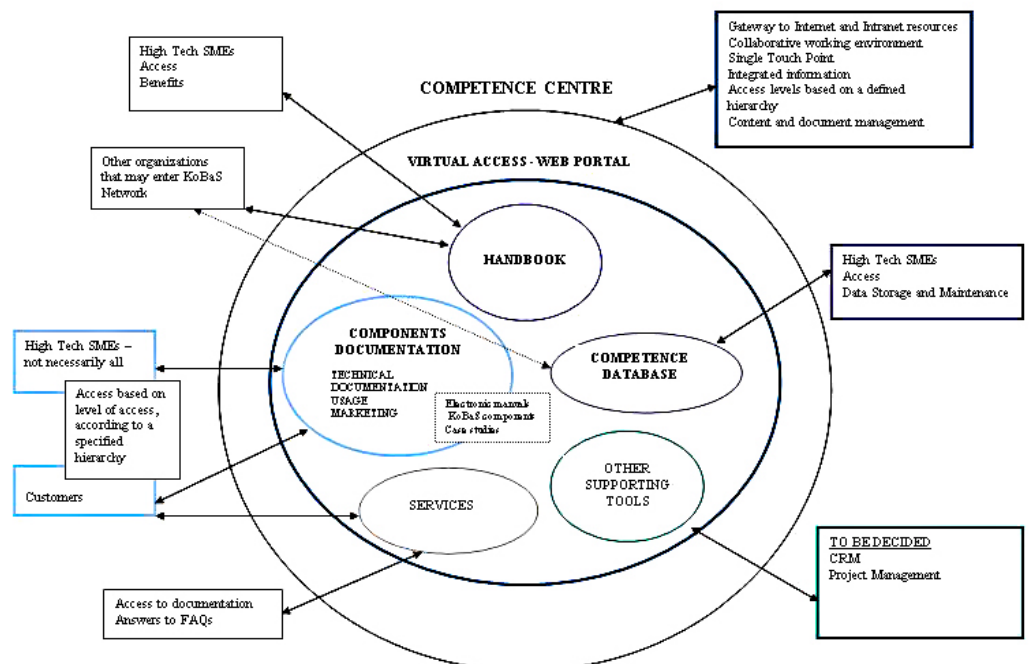 Gateway to Internet and Intranet resources
Collaborative working environment
Single Touch Point
Integrated information
Access levels based on a defined
hierarchy
Content and document management
High Tech SMEs
Access
Benefits
COMPETENCE CENTRE
Other organizations
that may enter KoBaS
Network
VIRTUAL ACCESS - WEB PORTAL
HANDBOOK
High Tech SMEs
Access
Data Storage and Maintenance
High Tech SMEs –
not necessarily all
COMPONENTS
DOCUMENTATION
TECHNICAL
DOCUMENTATION
USAGE
MARKETING
COMPETENCE
DATABASE
Access based on
level of access,
according to a
specified
hierarchy
Electronic manuals
KoBaS components
Case studies
Customers
SERVICES
OTHER
SUPPORTING
TOOLS
TO BE DECIDED
CRM
Project Management
Access to documentation
Answers to FAQs